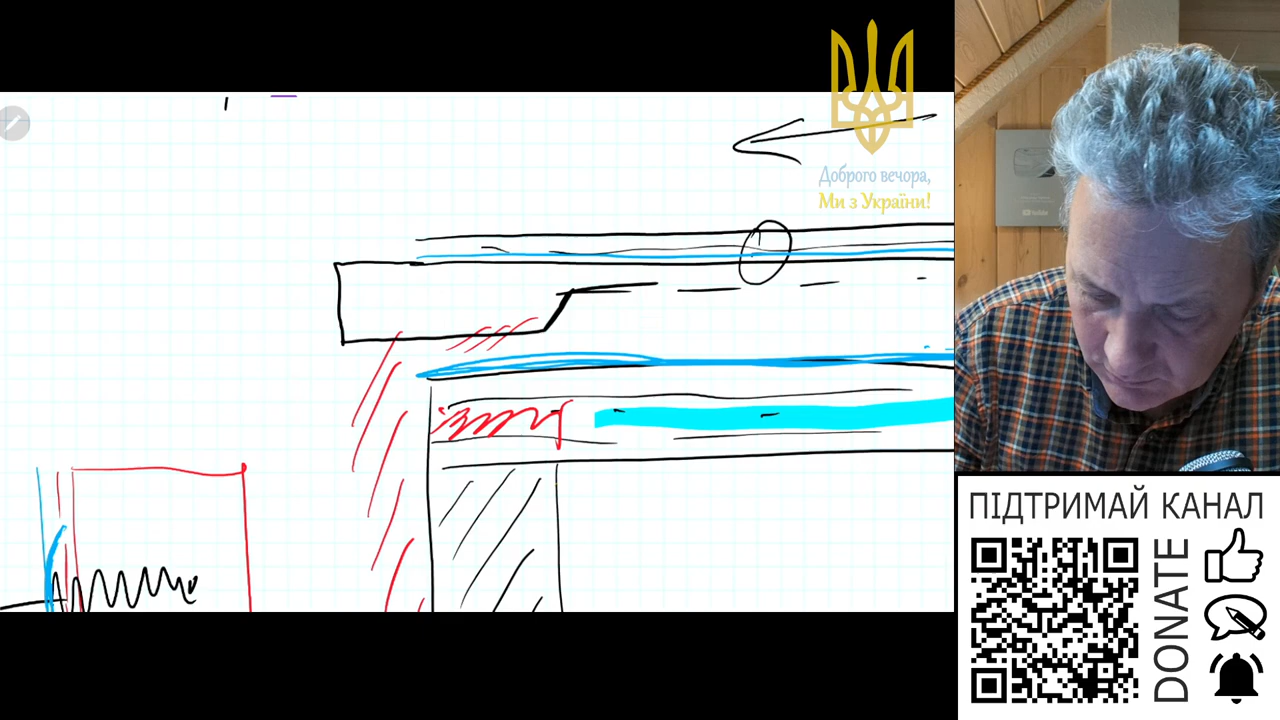 Доброго вечора,
Ми з України!
ПІДТРИМАЙ КАНАЛ
DONATE